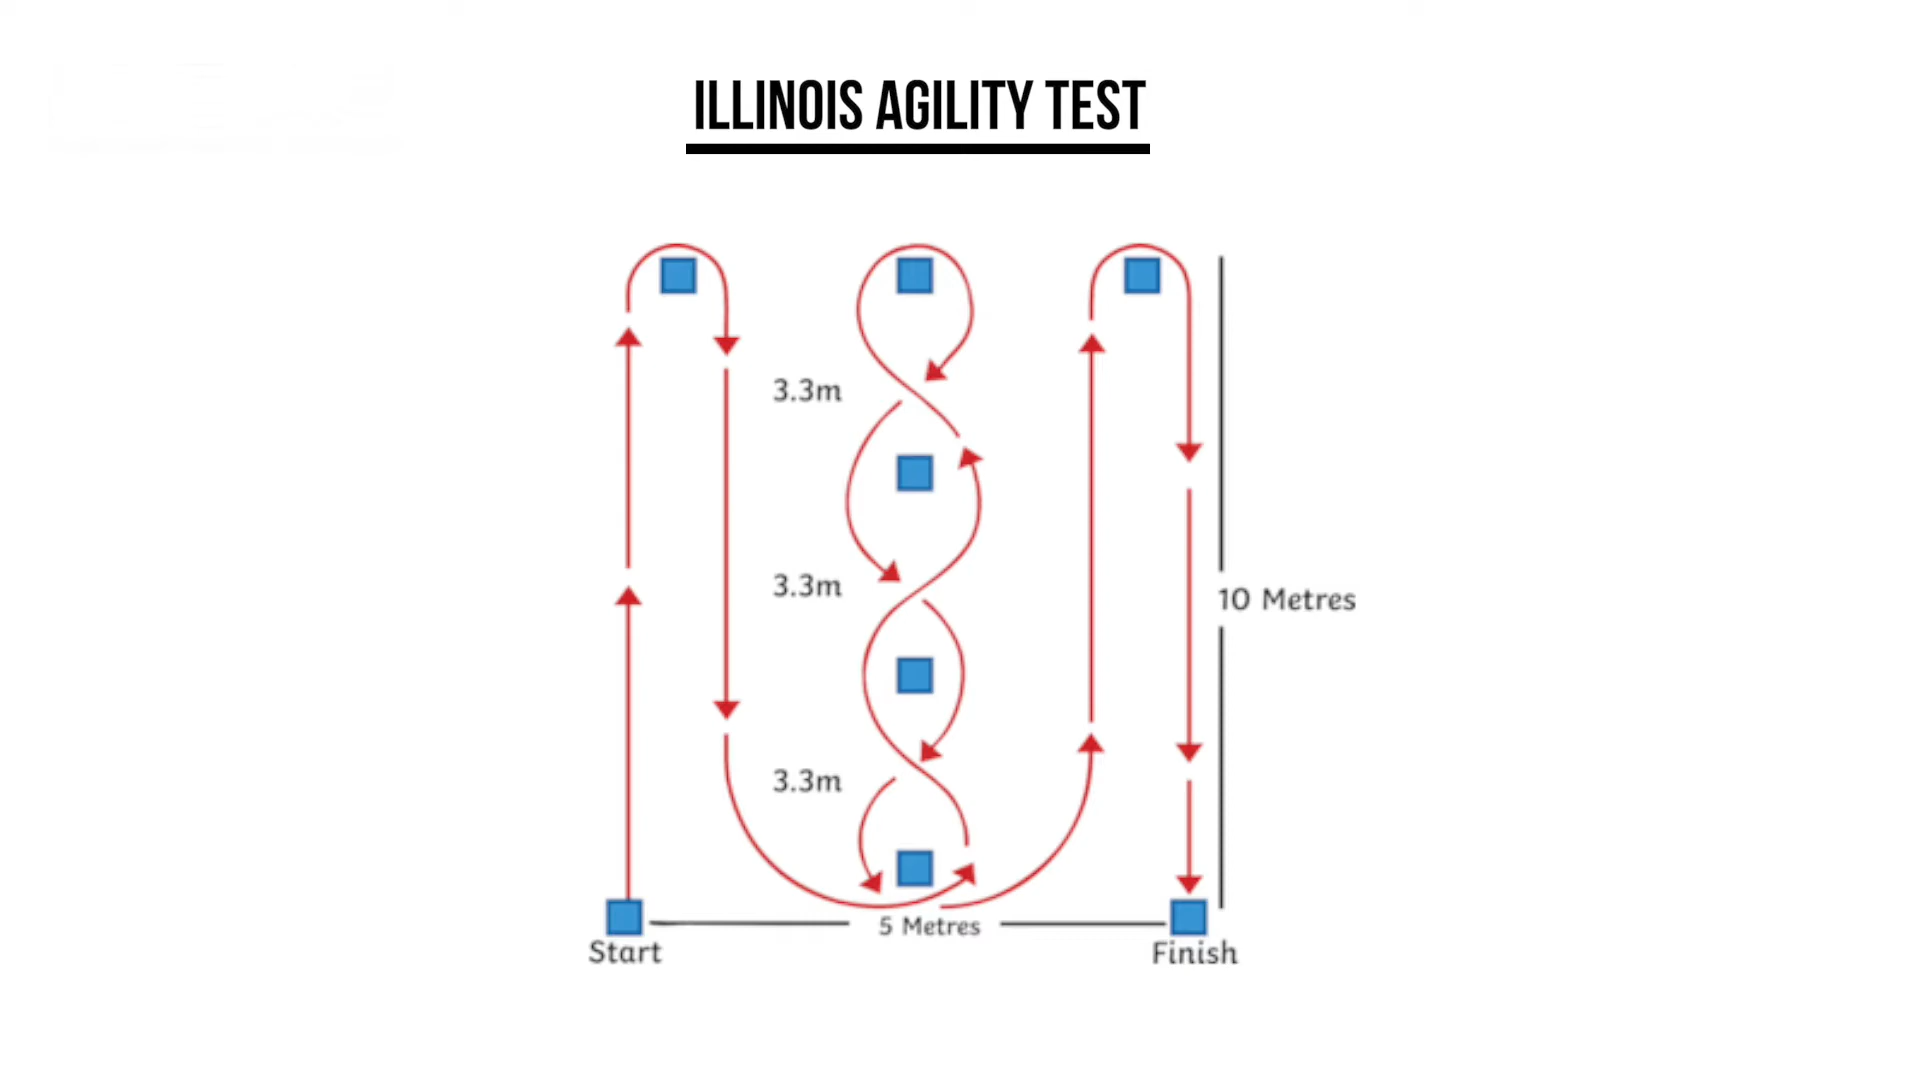 ILLINOIS AGILITY TEST
3.3m
3.3m
10 Metres
3.3m
5 Metres
Start
Finish